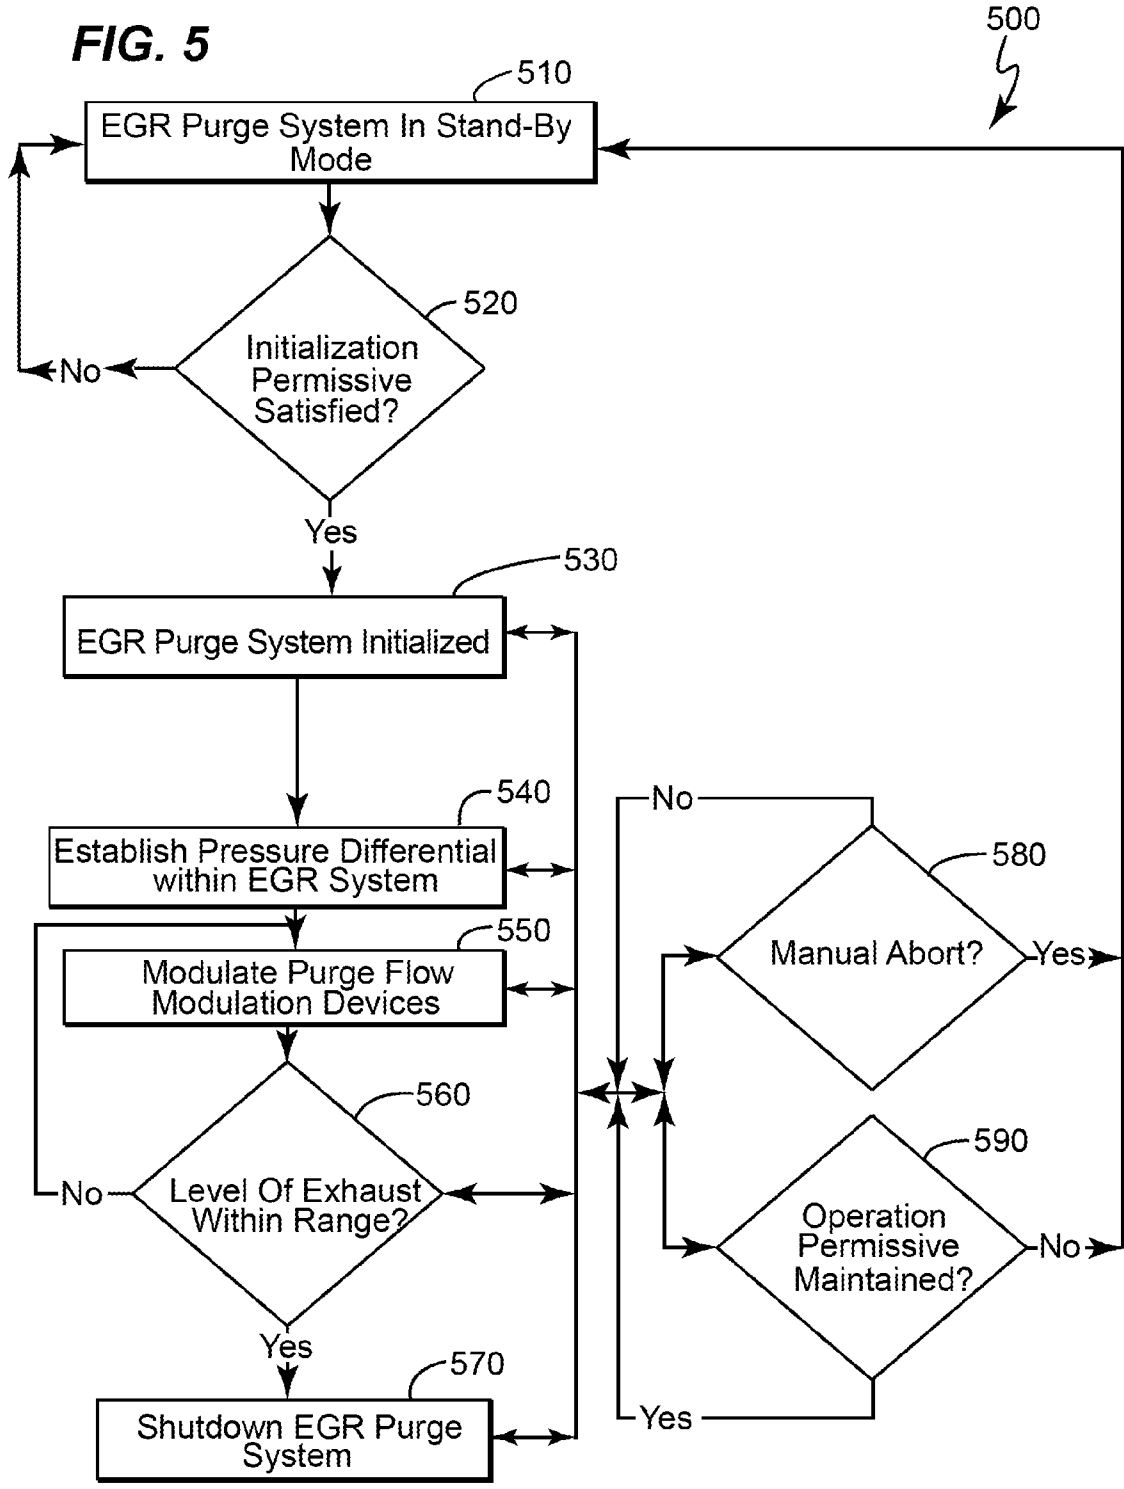 FIG. 5
500
510
EGR Purge System In Stand-By
Mode
520
Initialization
Permissive
Satisfied?
No
Yes
530
EGR Purge System Initialized
540
Establish Pressure Differential
within EGR System
550
Modulate Purge Flow
Modulation Devices
560
Level Of Exhaust
Within Range?
No
Yes
570
Shutdown EGR Purge
System
No
580
Manual Abort?
Yes
590
Operation
Permissive
Maintained?
No
Yes